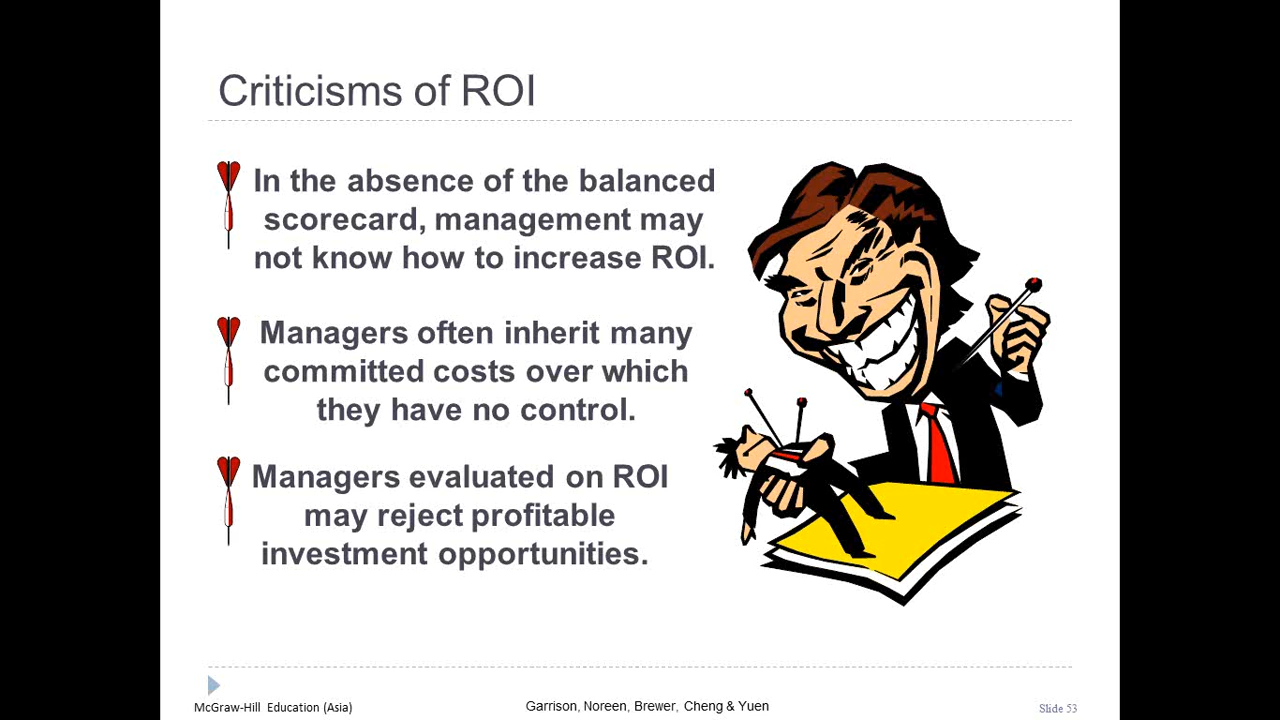 Criticisms of ROI
In the absence of the balanced
scorecard, management may
not know how to increase ROI.
Managers often inherit many
committed costs over which
they have no control.
Managers evaluated on ROI
may reject profitable
investment opportunities.
McGraw-Hill Education (Asia)
Garrison, Noreen, Brewer, Cheng & Yuen
Slide 53